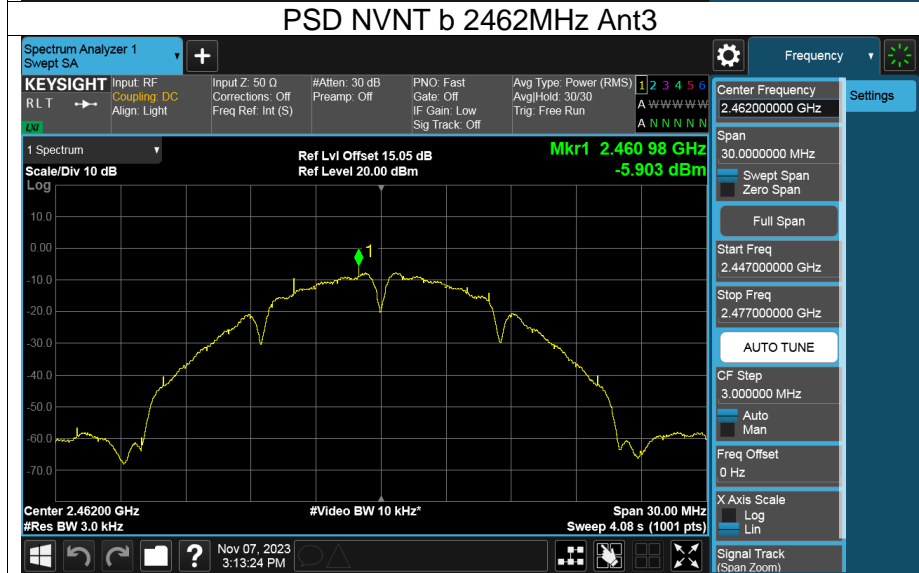 PSD NVNT b 2462MHz Ant3
Spectrum Analyzer 1
Swept SA
+
Frequency
KEYSIGHT
RLT
LXI
Input: RF
Coupling: DC
Align: Light
Input Z: 50 Ω
Corrections: Off
Freq Ref: Int (S)
#Atten: 30 dB
Preamp: Off
PNO: Fast
Gate: Off
IF Gain: Low
Sig Track: Off
Avg Type: Power (RMS)
Avg|Hold: 30/30
Trig: Free Run
1 2 3 4 5 6
A W W W W W
A N N N N N
1 Spectrum
Scale/Div 10 dB
Ref Lvl Offset 15.05 dB
Ref Level 20.00 dBm
Mkr1 2.460 98 GHz
-5.903 dBm
Log
10.0
0.00
-10.0
-20.0
-30.0
-40.0
-50.0
-60.0
-70.0
1
Center 2.46200 GHz
#Res BW 3.0 kHz
#Video BW 10 kHz*
Span 30.00 MHz
Sweep 4.08 s (1001 pts)
?
Nov 07, 2023
3:13:24 PM
Center Frequency
2.462000000 GHz
Settings
Span
30.0000000 MHz
Swept Span
Zero Span
Full Span
Start Freq
2.447000000 GHz
Stop Freq
2.477000000 GHz
AUTO TUNE
CF Step
3.000000 MHz
Auto
Man
Freq Offset
0 Hz
X Axis Scale
Log
Lin
Signal Track
(Span Zoom)